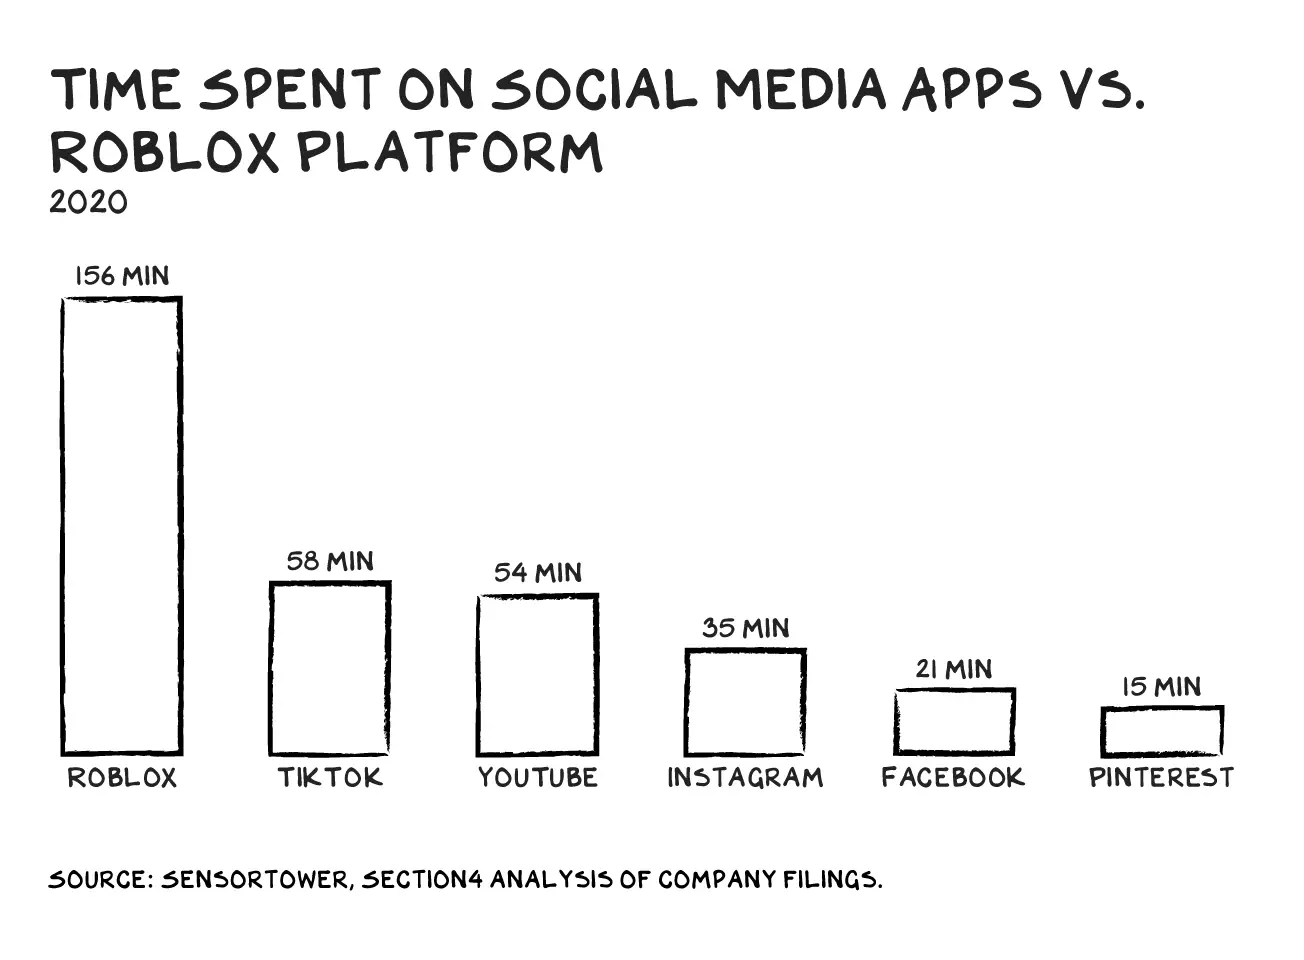 TIME SPENT ON SOCIAL MEDIA APPS VS.
ROBLOX PLATFORM
2020
156 MIN
58 MIN
54 MIN
35 MIN
21 MIN
15 MIN
ROBLOX
TIKTOK
YOUTUBE
INSTAGRAM
FACEBOOK
PINTEREST
SOURCE: SENSORTOWER, SECTION4 ANALYSIS OF COMPANY FILINGS.